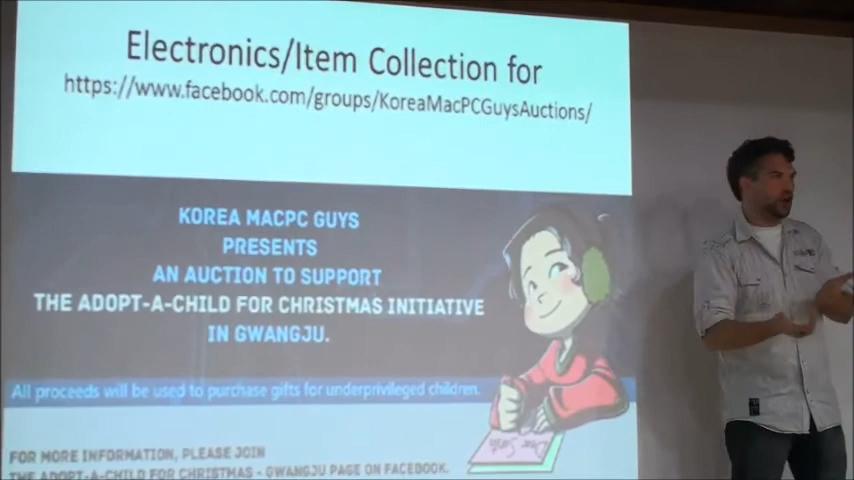 Electronics/Item Collection for
https://www.facebook.com/groups/KoreaMacPCGuysAuctions/
KOREA MACPC GUYS
PRESENTS
AN AUCTION TO SUPPORT
THE ADOPT-A-CHILD FOR CHRISTMAS INITIATIVE
IN GWANGJU.
All proceeds will be used to purchase gifts for underprivileged children.
FOR MORE INFORMATION, PLEASE JOIN
THE ADOPT-A-CHILD FOR CHRISTMAS - GWANGJU PAGE ON FACEBOOK.
Dear Santa